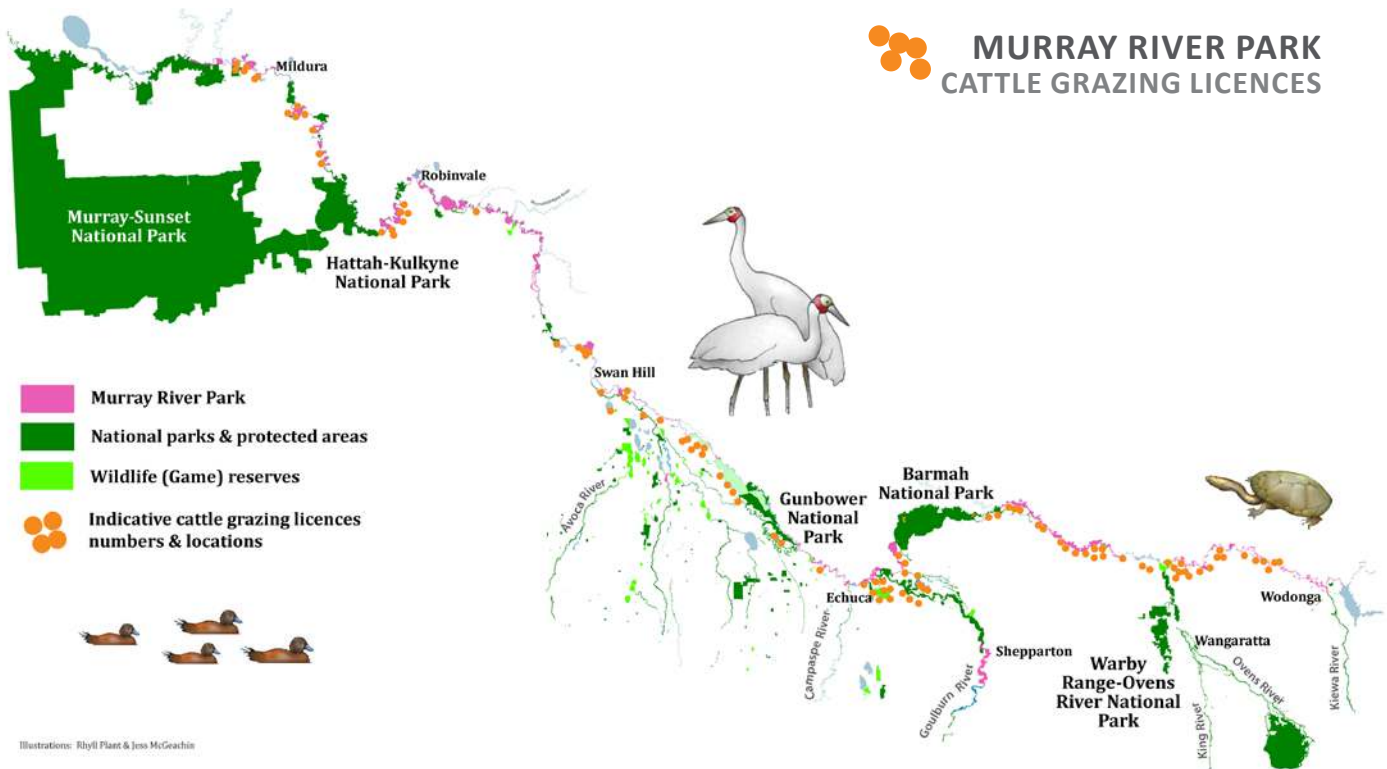 MURRAY RIVER PARK
CATTLE GRAZING LICENCES
Mildura
Robinvale
Murray-Sunset
National Park
Hattah-Kulkyne
National Park
Swan Hill
Murray River Park
National parks & protected areas
Wildlife (Game) reserves
Indicative cattle grazing licences
numbers & locations
Avoca River
Gunbower
National
Park
Barmah
National Park
Echuca
Campaspe River
Goulburn River
Shepparton
Warby
Range-Ovens
River National
Park
Wangaratta
Ovens River
King River
Wodonga
Kiewa River
Illustrations: Rhyll Plant & Jess McGeachin